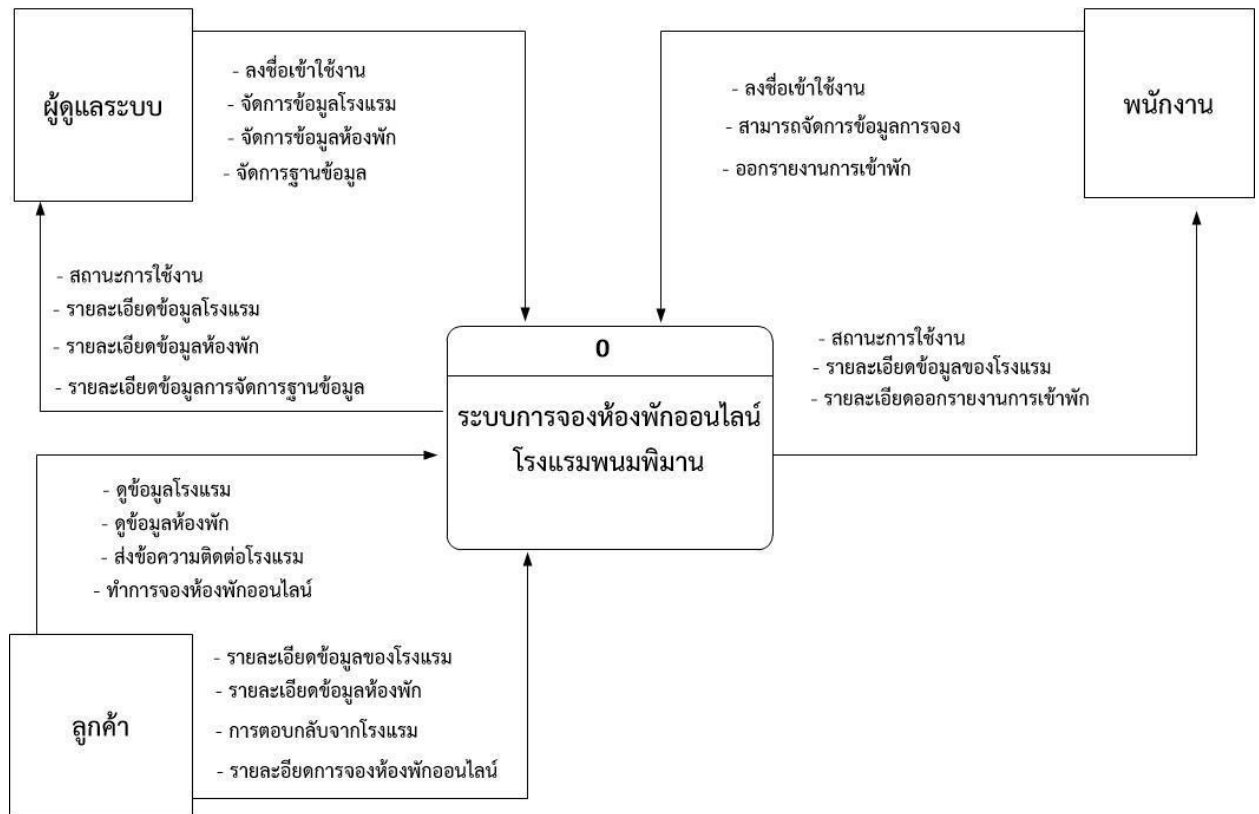 ผู้ดูแลระบบ
- ลงชื่อเข้าใช้งาน
- จัดการข้อมูลโรงแรม
- จัดการข้อมูลห้องพัก
- จัดการฐานข้อมูล
- ลงชื่อเข้าใช้งาน
- สามารถจัดการข้อมูลการจอง
- ออกรายงานการเข้าพัก
พนักงาน
- สถานะการใช้งาน
- รายละเอียดข้อมูลโรงแรม
- รายละเอียดข้อมูลห้องพัก
- รายละเอียดข้อมูลการจัดการฐานข้อมูล
0
ระบบการจองห้องพักออนไลน์
โรงแรมพนมพิมาน
- สถานะการใช้งาน
- รายละเอียดข้อมูลของโรงแรม
- รายละเอียดออกรายงานการเข้าพัก
- ดูข้อมูลโรงแรม
- ดูข้อมูลห้องพัก
- ส่งข้อความติดต่อโรงแรม
- ทำการจองห้องพักออนไลน์
ลูกค้า
- รายละเอียดข้อมูลของโรงแรม
- รายละเอียดข้อมูลห้องพัก
- การตอบกลับจากโรงแรม
- รายละอียดการจองห้องพักออนไลน์